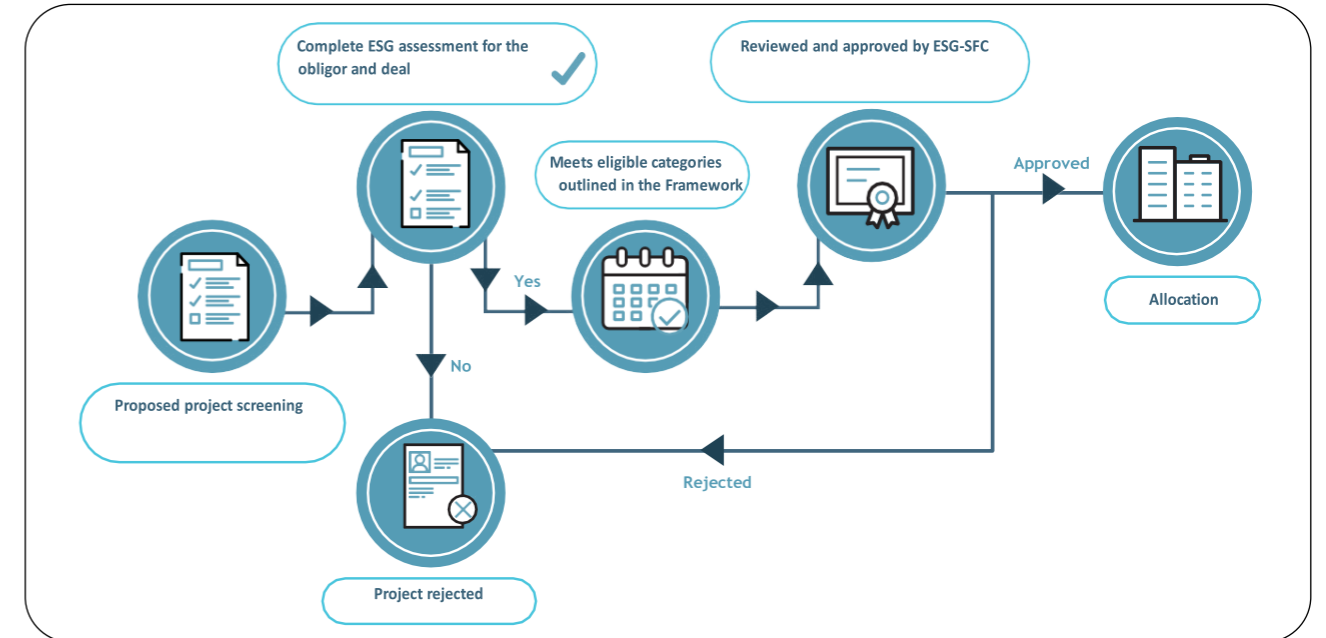 Complete ESG assessment for the
obligor and deal
Reviewed and approved by ESG-SFC
Meets eligible categories
outlined in the Framework
Approved
Yes
Allocation
No
Proposed project screening
Rejected
Project rejected